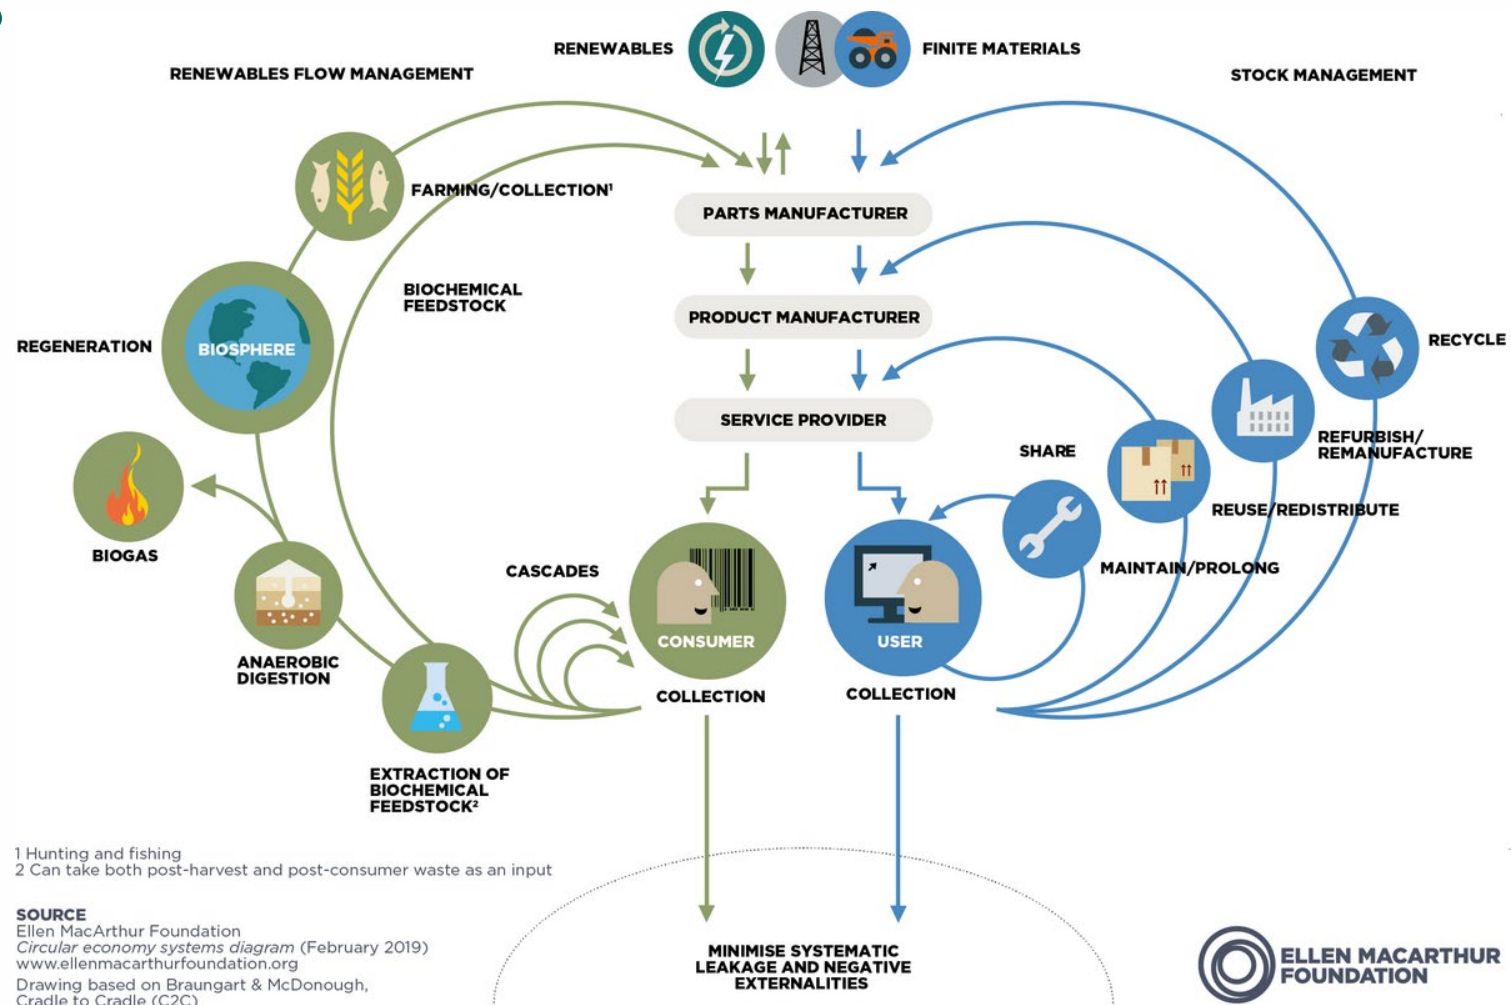 RENEWABLES
FINITE MATERIALS
RENEWABLES FLOW MANAGEMENT
STOCK MANAGEMENT
FARMING/COLLECTION¹
PARTS MANUFACTURER
BIOCHEMICAL
FEEDSTOCK
PRODUCT MANUFACTURER
REGENERATION
BIOSPHERE
RECYCLE
SERVICE PROVIDER
SHARE
REFURBISH/
REMANUFACTURE
REUSE/REDISTRIBUTE
BIOGAS
CASCADES
MAINTAIN/PROLONG
CONSUMER
USER
ANAEROBIC
DIGESTION
COLLECTION
COLLECTION
EXTRACTION OF
BIOCHEMICAL
FEEDSTOCK²
1 Hunting and fishing
2 Can take both post-harvest and post-consumer waste as an input
SOURCE
Ellen MacArthur Foundation
Circular economy systems diagram (February 2019)
www.ellenmacarthurfoundation.org
Drawing based on Braungart & McDonough,
Cradle to Cradle (C2C)
MINIMISE SYSTEMATIC
LEAKAGE AND NEGATIVE
EXTERNALITIES
ELLEN MACARTHUR
FOUNDATION